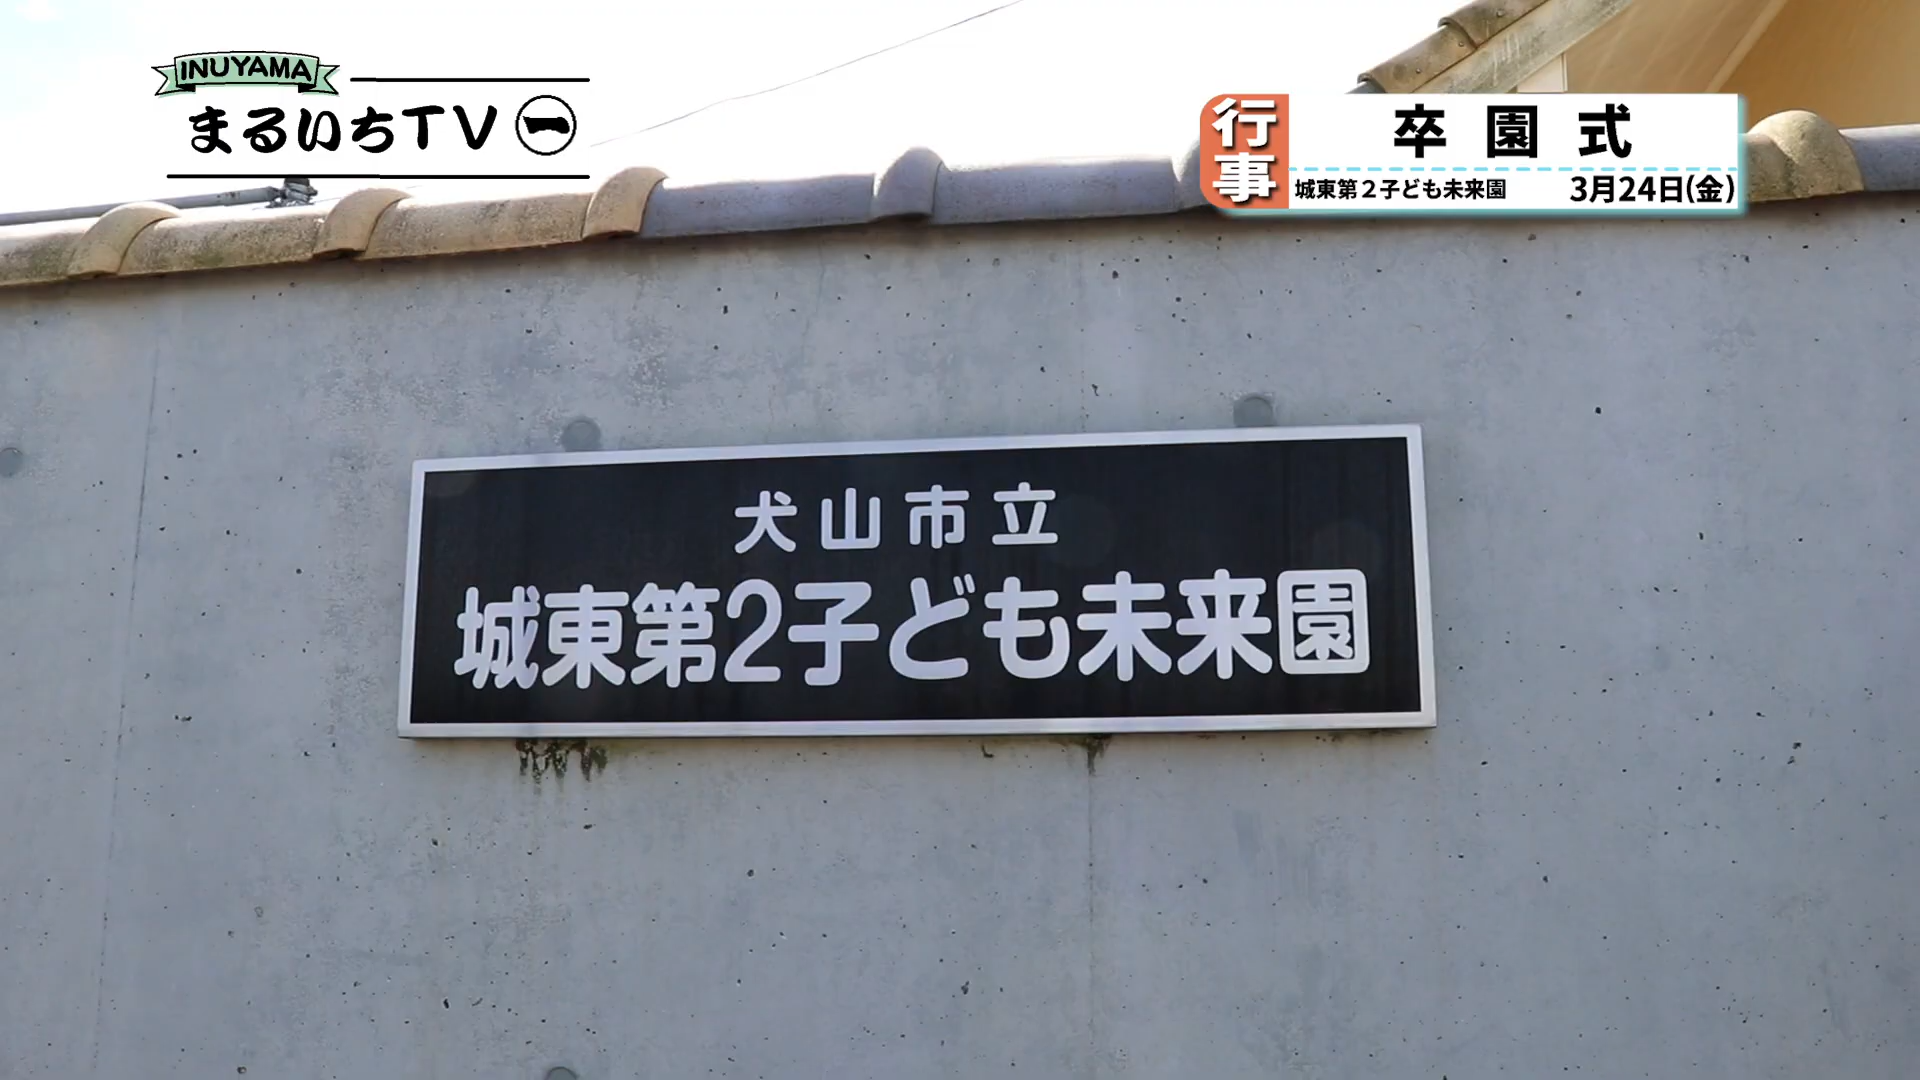 INUYAMA
まるいちTV 一
行事
卒園式
城東第２子ども未来園 3月24日(金)
犬山市立
城東第2子ども未来園